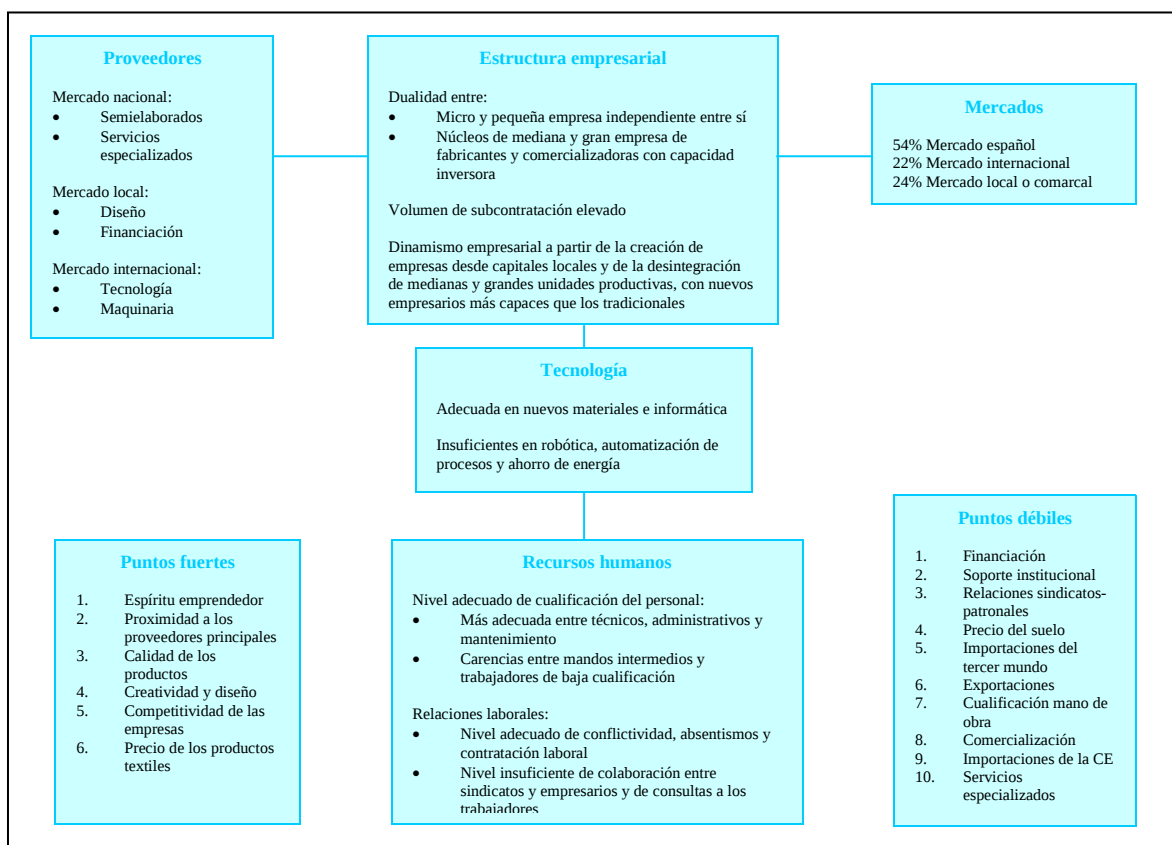 Proveedores
Mercado nacional:
• Semielaborados
• Servicios
especializados
Mercado local:
• Diseño
• Financiación
Mercado internacional:
• Tecnología
• Maquinaria
Estructura empresarial
Dualidad entre:
• Micro y pequeña empresa independiente entre sí
• Núcleos de mediana y gran empresa de
fabricantes y comercializadoras con capacidad
inversora
Volumen de subcontratación elevado
Dinamismo empresarial a partir de la creación de
empresas desde capitales locales y de la desintegración
de medianas y grandes unidades productivas, con nuevos
empresarios más capaces que los tradicionales
Mercados
54% Mercado español
22% Mercado internacional
24% Mercado local o comarcal
Tecnología
Adecuada en nuevos materiales e informática
Insuficientes en robótica, automatización de
procesos y ahorro de energía
Puntos fuertes
1. Espíritu emprendedor
2. Proximidad a los
proveedores principales
3. Calidad de los
productos
4. Creatividad y diseño
5. Competitividad de las
empresas
6. Precio de los productos
textiles
Recursos humanos
Nivel adecuado de cualificación del personal:
• Más adecuada entre técnicos, administrativos y
mantenimiento
• Carencias entre mandos intermedios y
trabajadores de baja cualificación
Relaciones laborales:
• Nivel adecuado de conflictividad, absentismos y
contratación laboral
• Nivel insuficiente de colaboración entre
sindicatos y empresarios y de consultas a los
trabajadores
Puntos débiles
1. Financiación
2. Soporte institucional
3. Relaciones sindicatos-
patronales
4. Precio del suelo
5. Importaciones del
tercer mundo
6. Exportaciones
7. Cualificación mano de
obra
8. Comercialización
9. Importaciones de la CE
10. Servicios
especializados